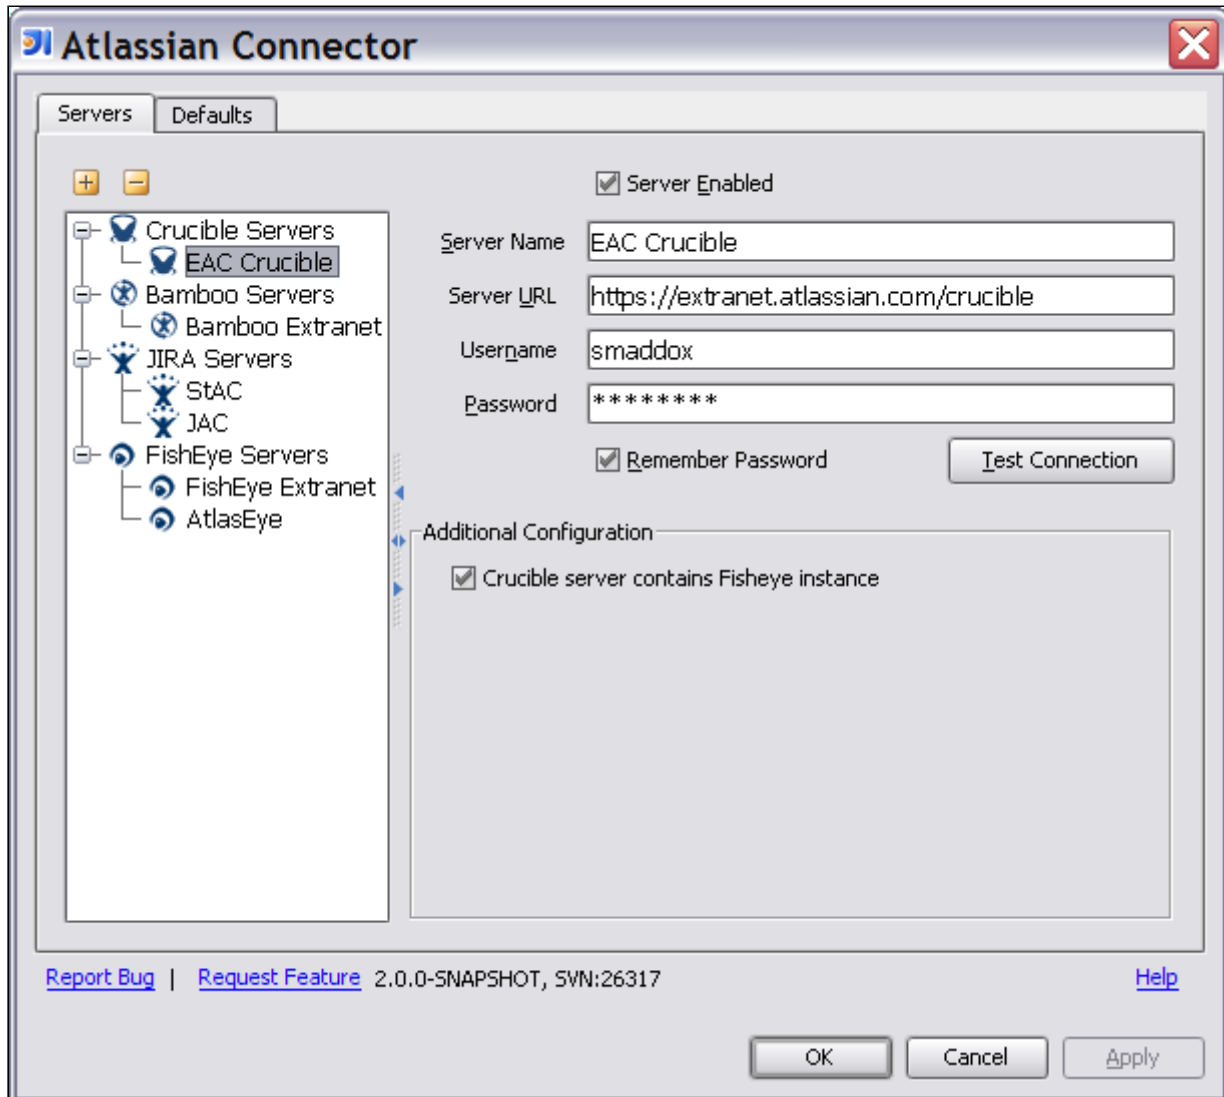 Atlassian Connector
Servers
Defaults
Server Enabled
Crucible Servers
EAC Crucible
Bamboo Servers
Bamboo Extranet
JIRA Servers
StAC
JAC
FishEye Servers
FishEye Extranet
AtlasEye
Server Name EAC Crucible
Server URL https://extranet.atlassian.com/crucible
Username smaddox
Password ********
Remember Password
Test Connection
Additional Configuration
Crucible server contains Fisheye instance
Report Bug | Request Feature 2.0.0-SNAPSHOT, SVN:26317 Help
OK Cancel Apply